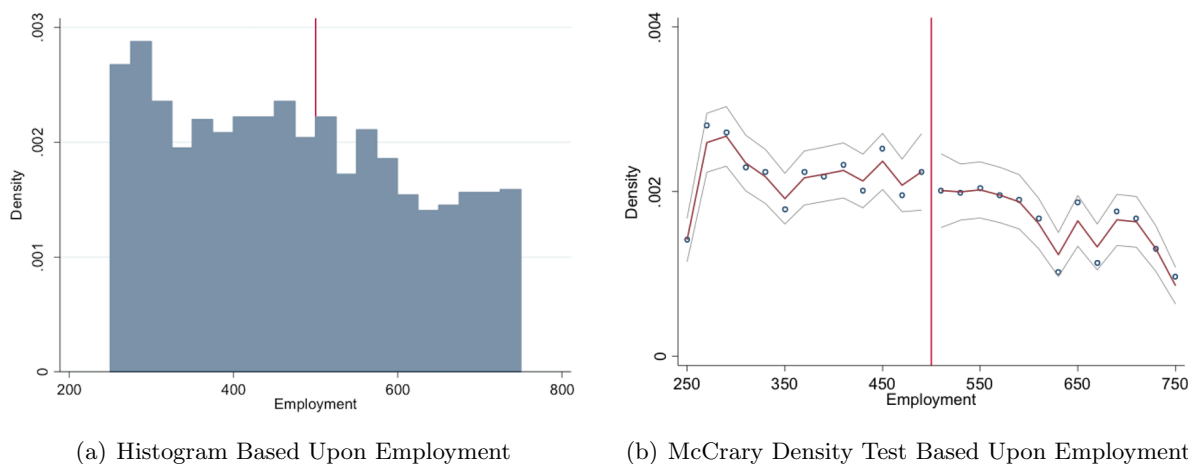 .003
.002
.001
0
Density
200
400
600
800
Employment
(a) Histogram Based Upon Employment
.004
.002
0
Density
250
350
450
550
650
750
Employment
(b) McCrary Density Test Based Upon Employment